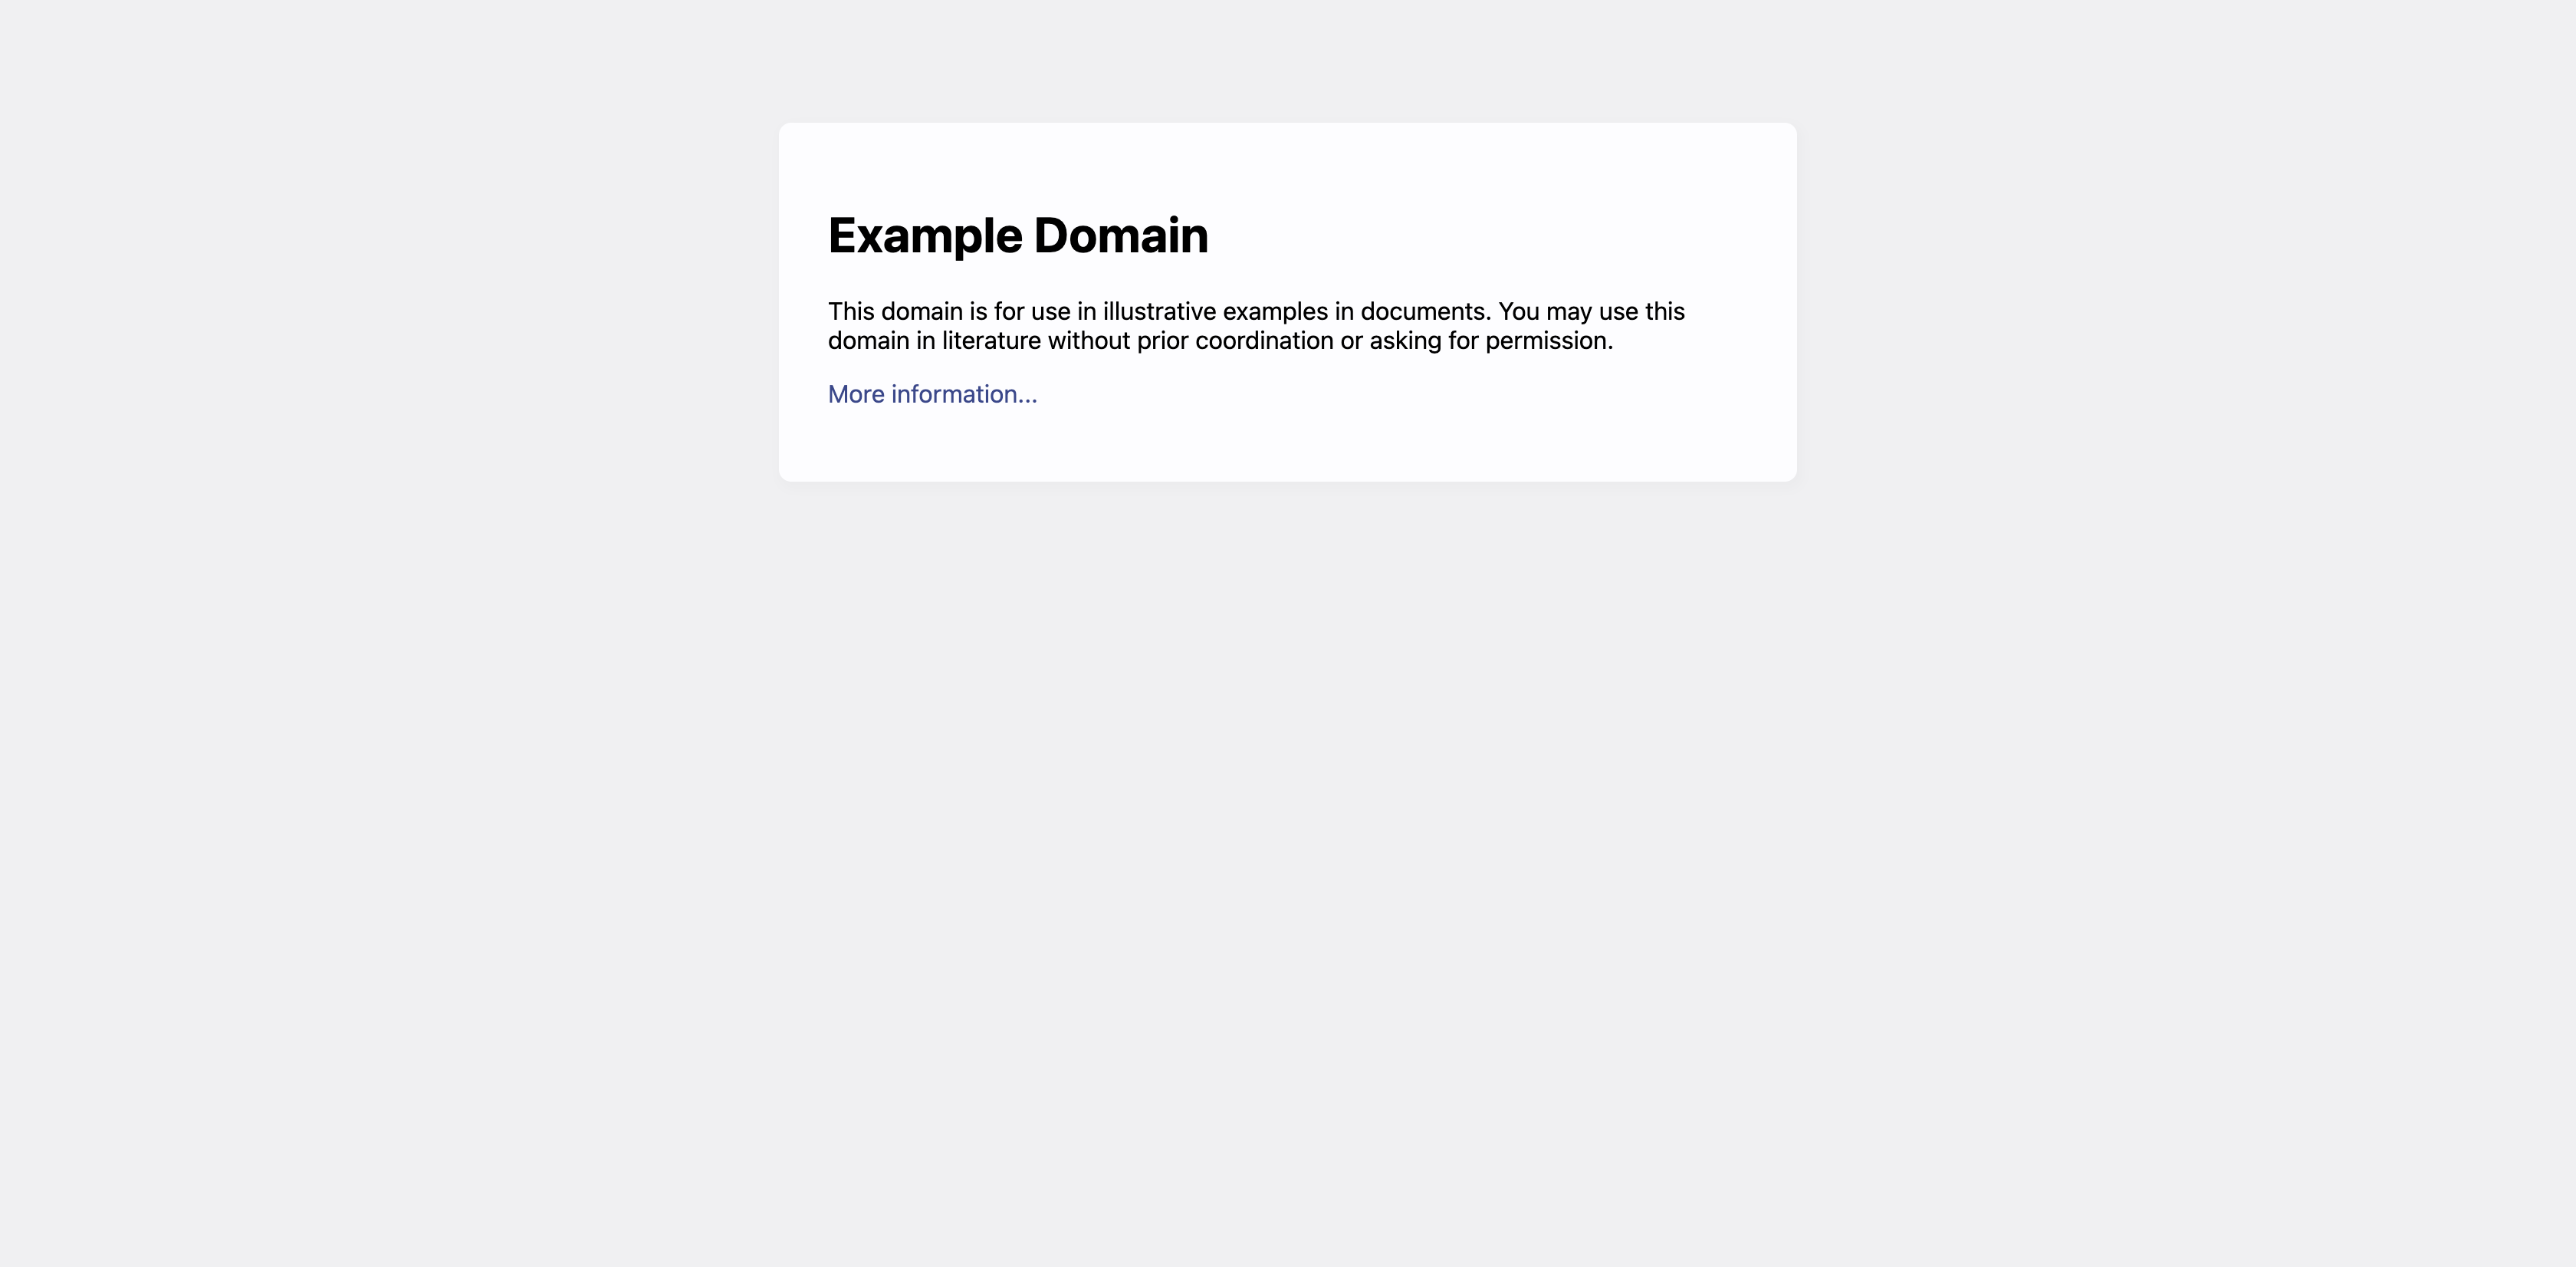 Example Domain
This domain is for use in illustrative examples in documents. You may use this
domain in literature without prior coordination or asking for permission.
More information...